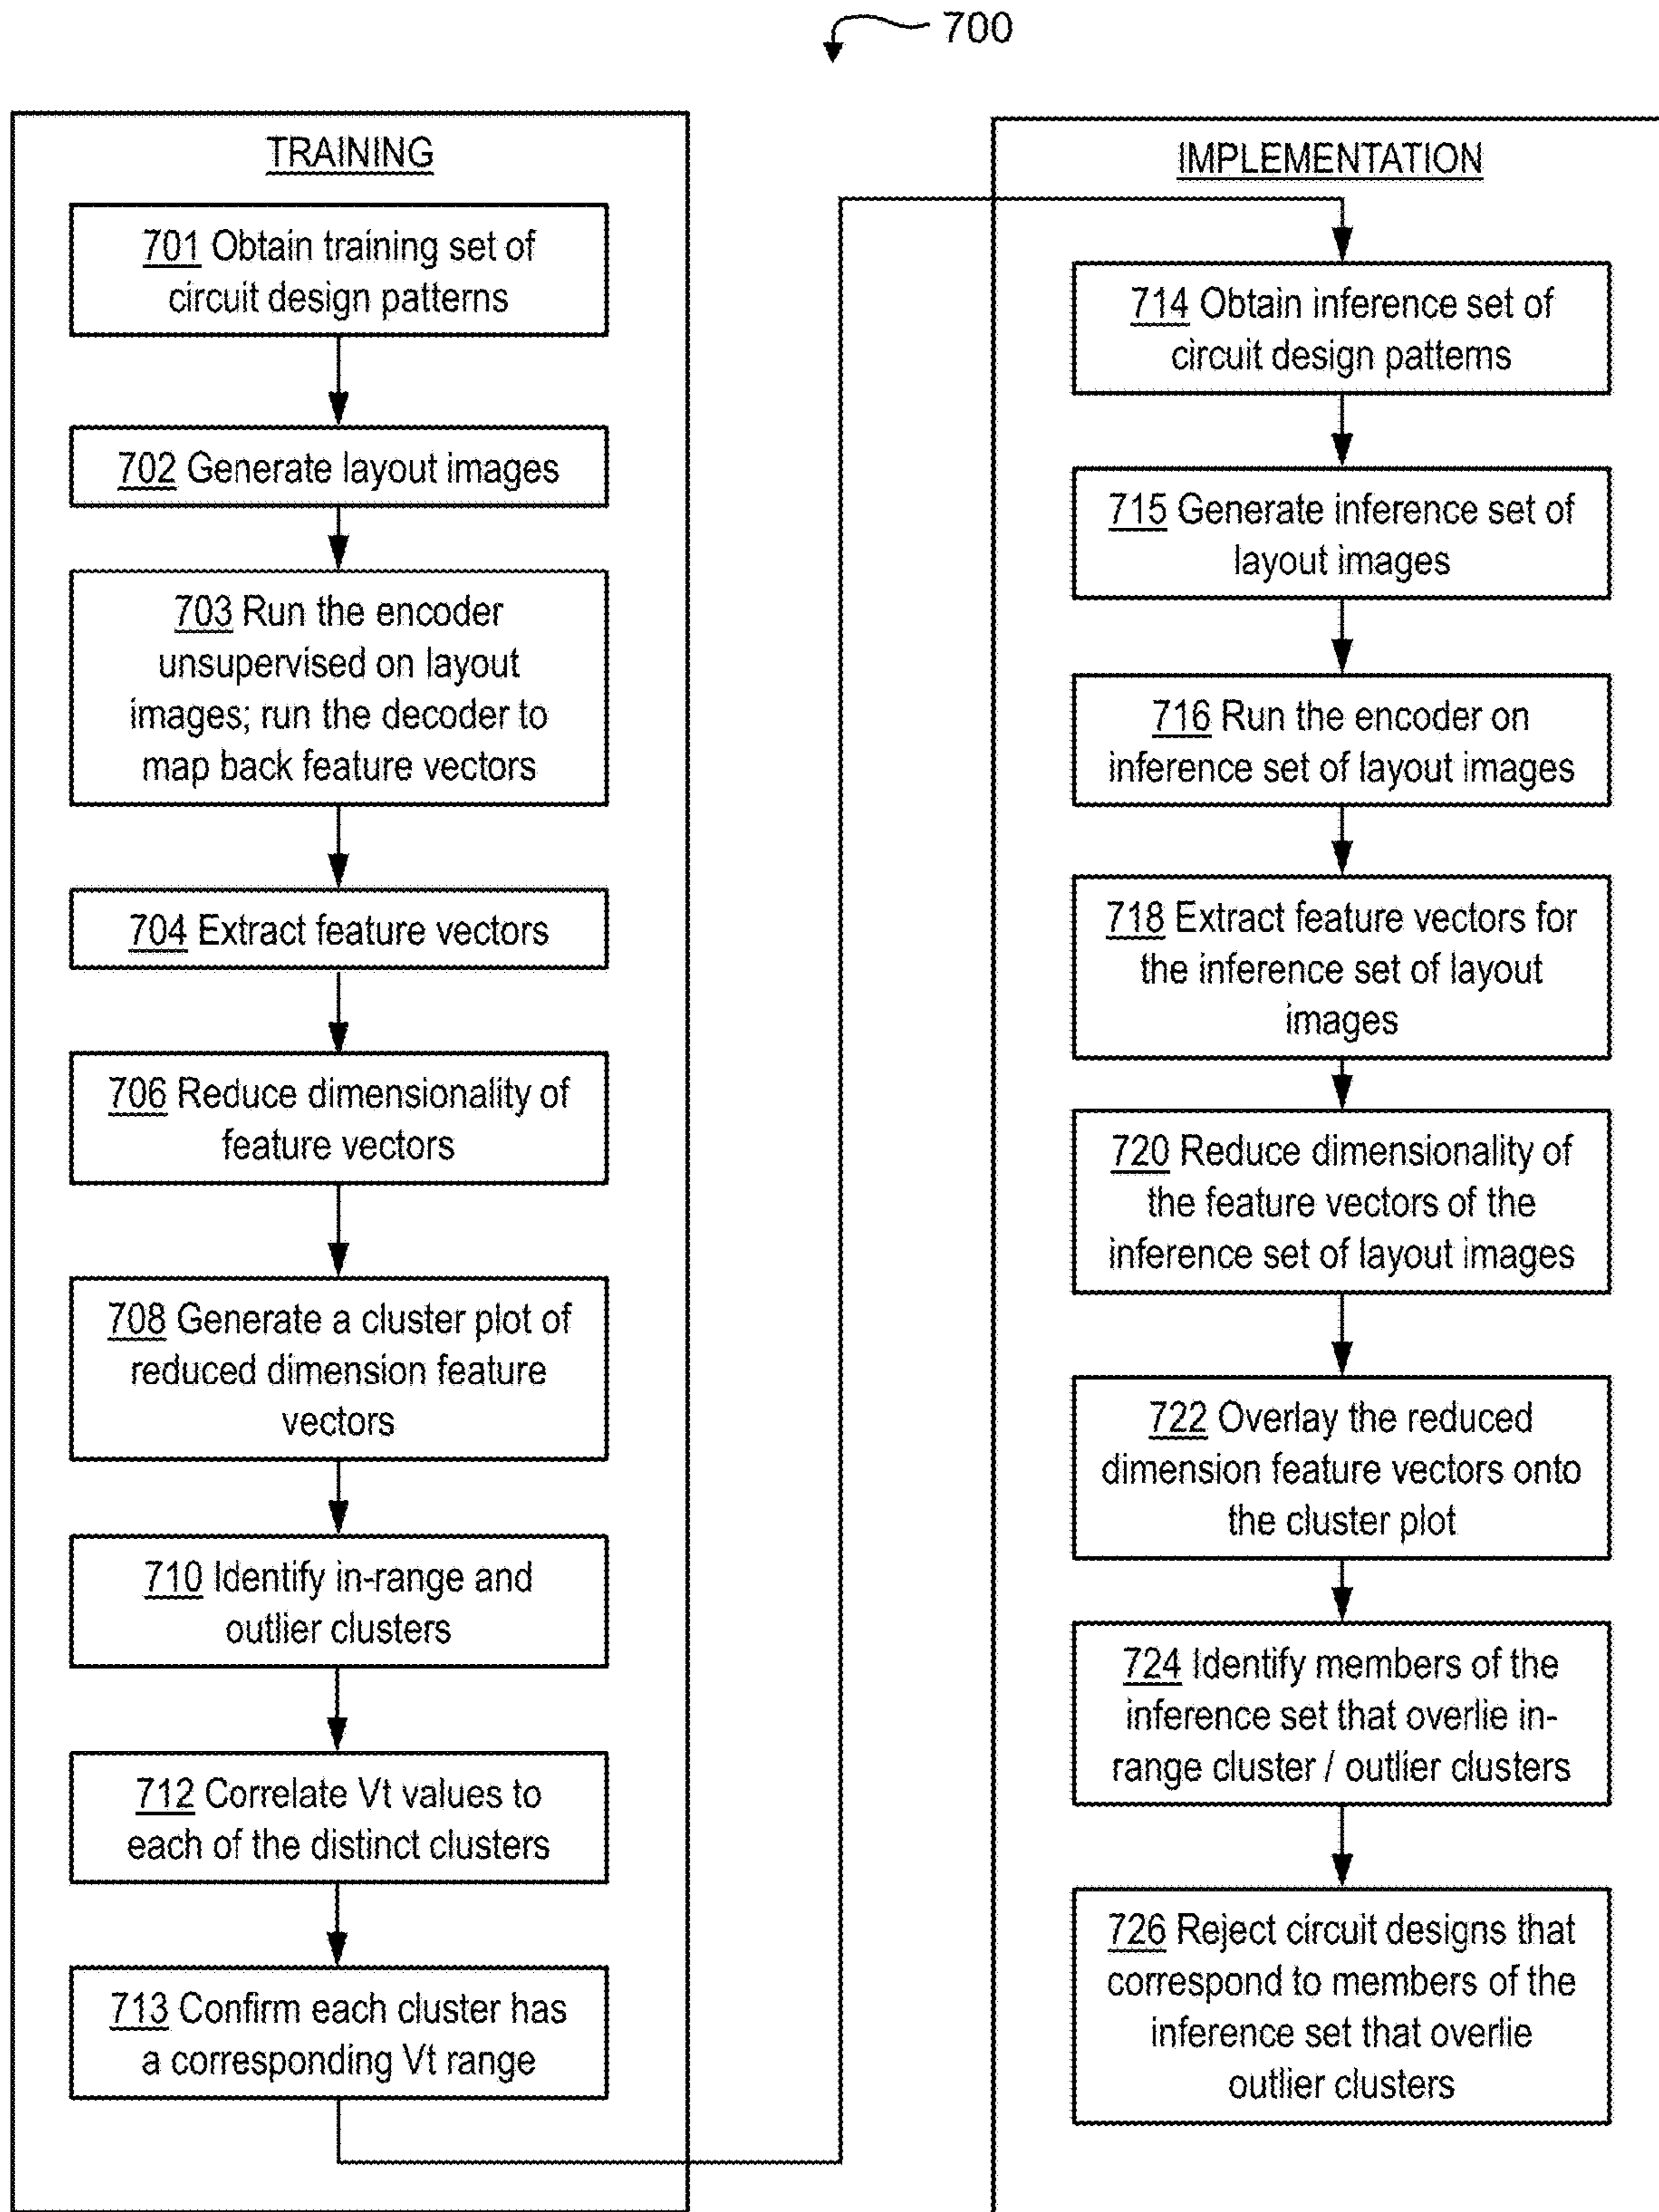 700
TRAINING
701 Obtain training set of
circuit design patterns
702 Generate layout images
703 Run the encoder
unsupervised on layout
images; run the decoder to
map back feature vectors
704 Extract feature vectors
706 Reduce dimensionality of
feature vectors
708 Generate a cluster plot of
reduced dimension feature
vectors
710 Identify in-range and
outlier clusters
712 Correlate Vt values to
each of the distinct clusters
713 Confirm each cluster has
a corresponding Vt range
IMPLEMENTATION
714 Obtain inference set of
circuit design patterns
715 Generate inference set of
layout images
716 Run the encoder on
inference set of layout images
718 Extract feature vectors for
the inference set of layout
images
720 Reduce dimensionality of
the feature vectors of the
inference set of layout images
722 Overlay the reduced
dimension feature vectors onto
the cluster plot
724 Identify members of the
inference set that overlie in-
range cluster / outlier clusters
726 Reject circuit designs that
correspond to members of the
inference set that overlie
outlier clusters